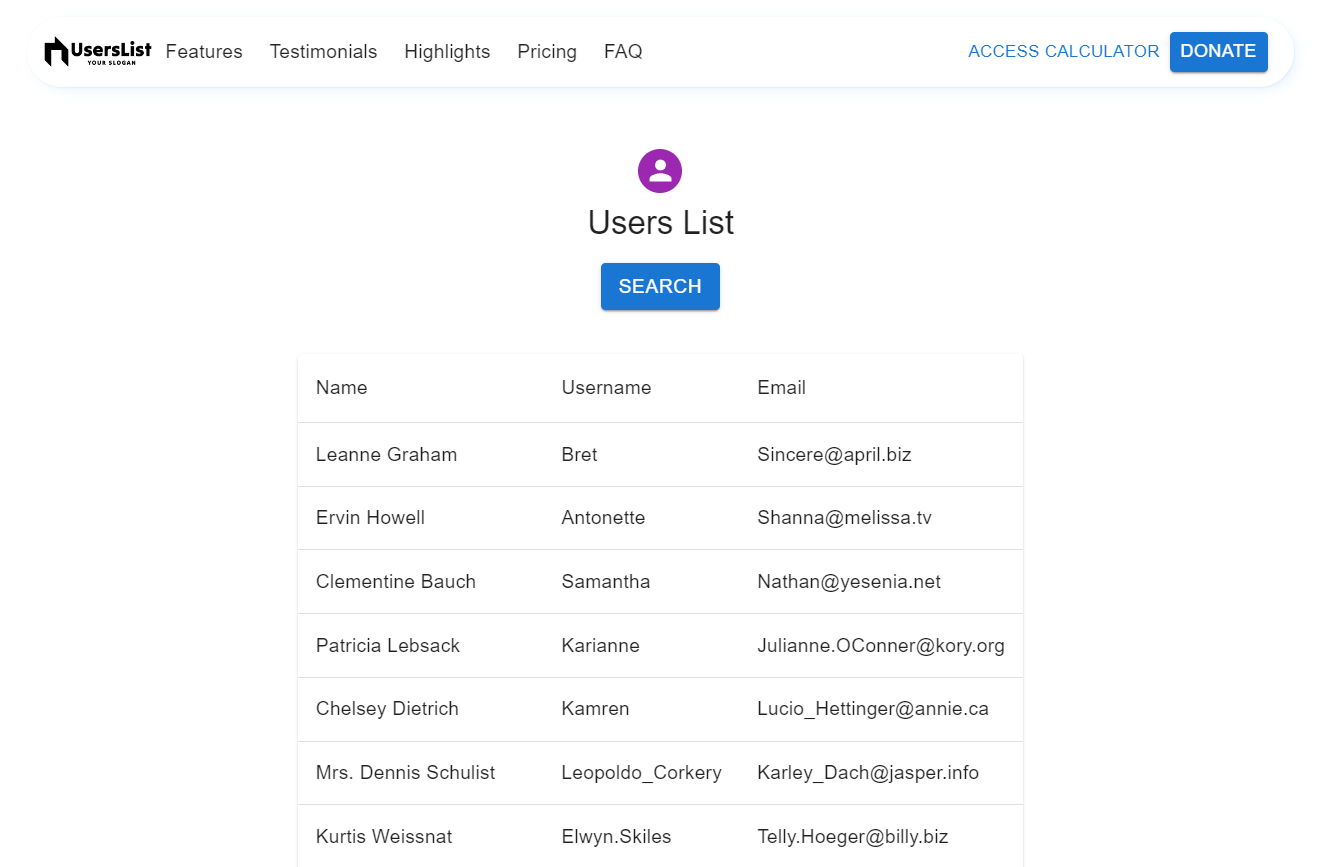 UsersList Features Testimonials Highlights Pricing FAQ ACCESS CALCULATOR DONATE
YOUR SLOGAN
Users List
SEARCH
Name Username Email
Leanne Graham Bret Sincere@april.biz
Ervin Howell Antonette Shanna@melissa.tv
Clementine Bauch Samantha Nathan@yesenia.net
Patricia Lebsack Karianne Julianne.OConner@kory.org
Chelsey Dietrich Kamren Lucio_Hettinger@annie.ca
Mrs. Dennis Schulist Leopoldo_Corkery Karley_Dach@jasper.info
Kurtis Weissnat Elwyn.Skiles Telly.Hoeger@billy.biz